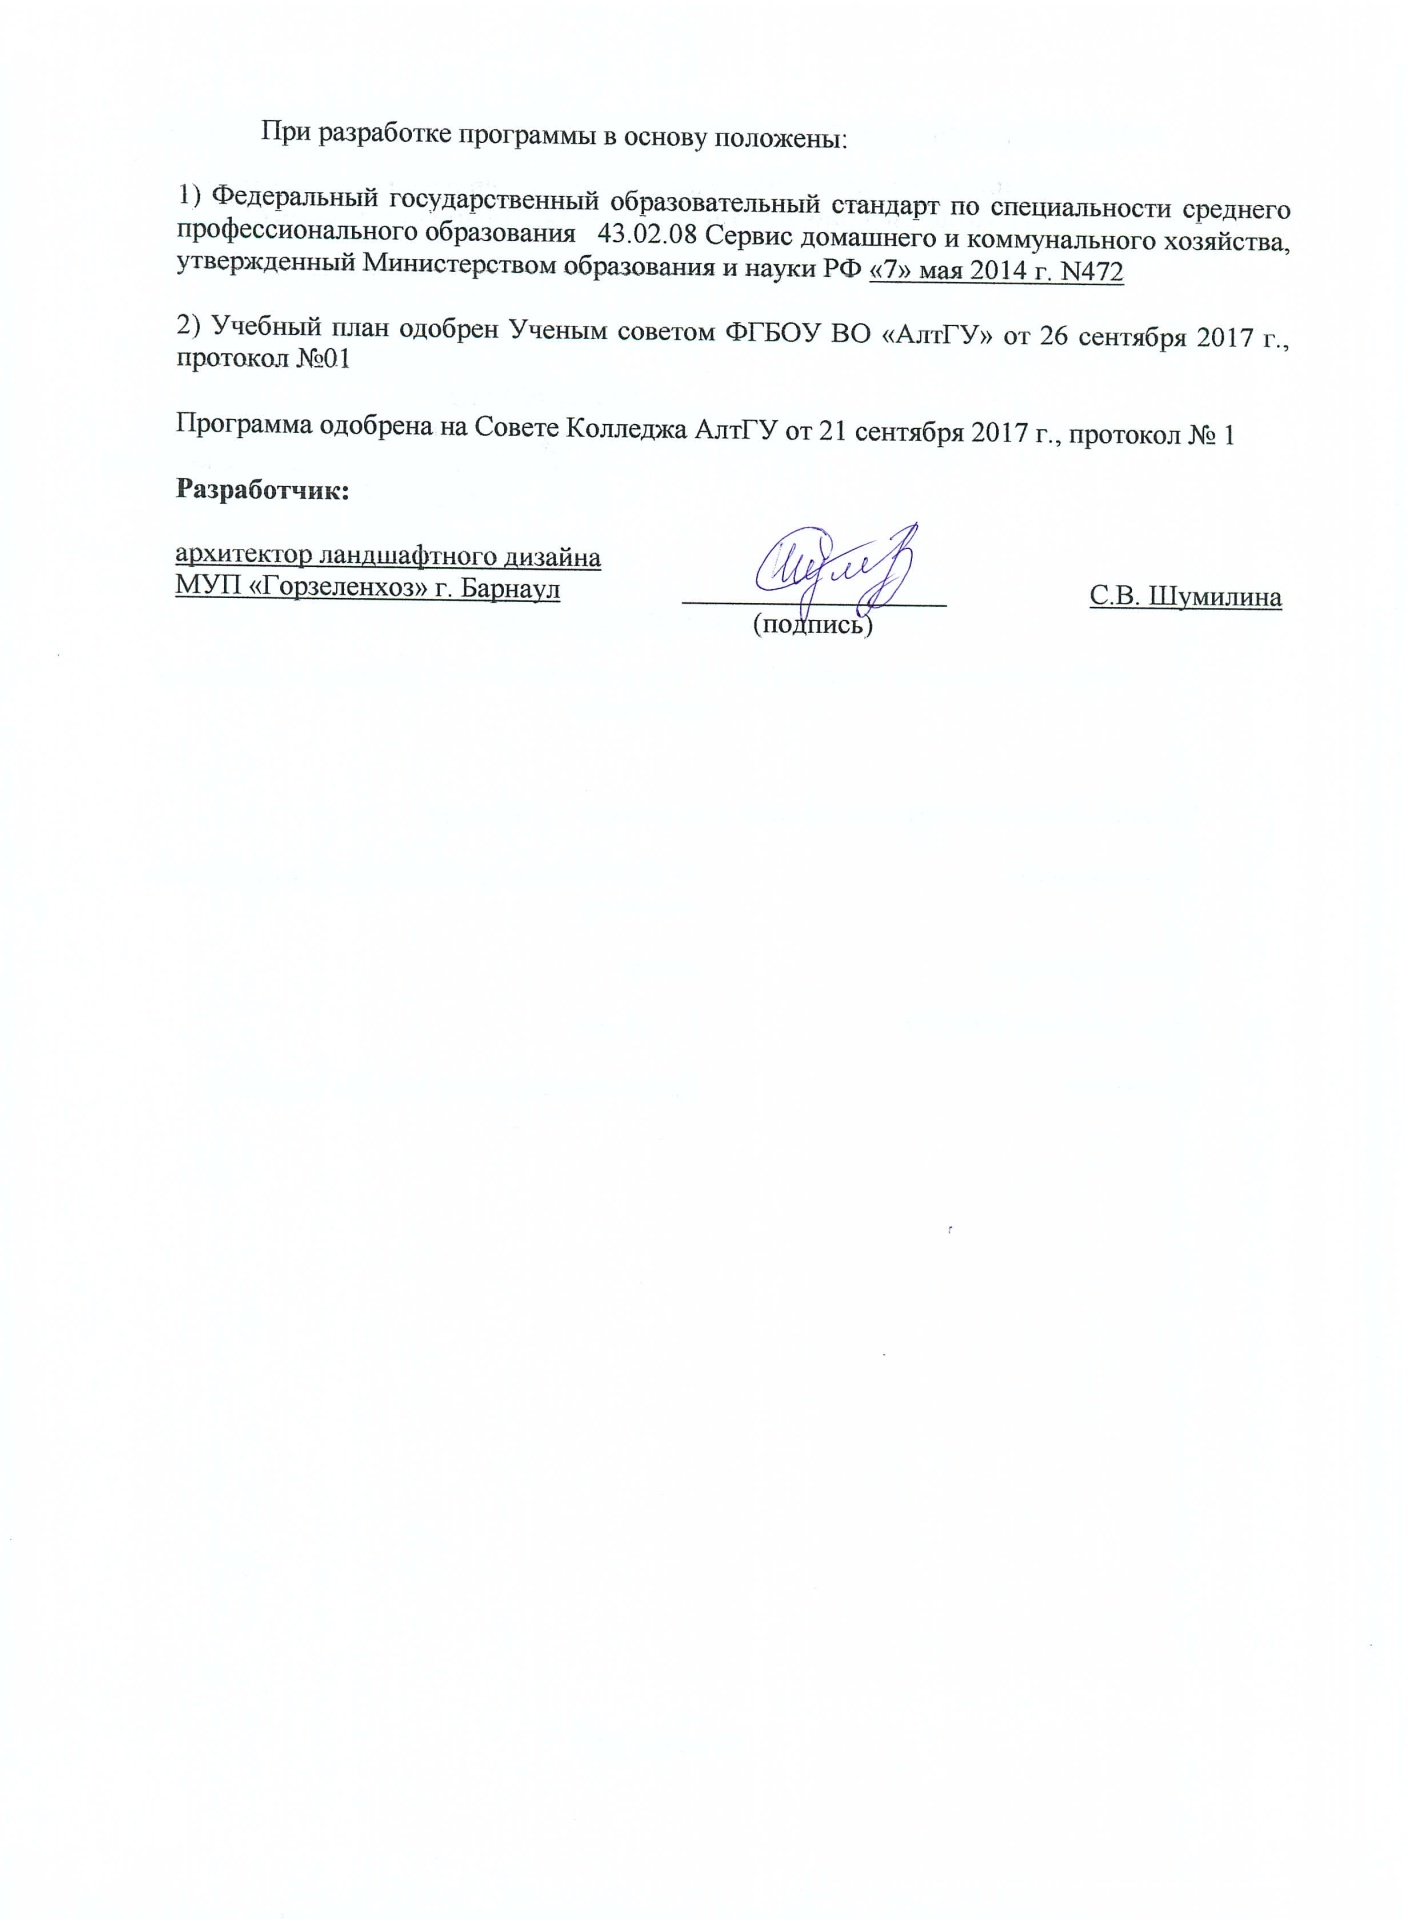 При разработке программы в основу положены:
1) Федеральный государственный образовательный стандарт по специальности среднего
профессионального образования 43.02.08 Сервис домашнего и коммунального хозяйства,
утвержденный Министерством образования и науки РФ «7» мая 2014 г. N472
2) Учебный план одобрен Ученым советом ФГБОУ ВО «АлтГУ» от 26 сентября 2017 г.,
протокол №01
Программа одобрена на Совете Колледжа АлтГУ от 21 сентября 2017 г., протокол № 1
Разработчик:
архитектор ландшафтного дизайна
МУП «Горзеленхоз» г. Барнаул С.В. Шумилина
(подпись)